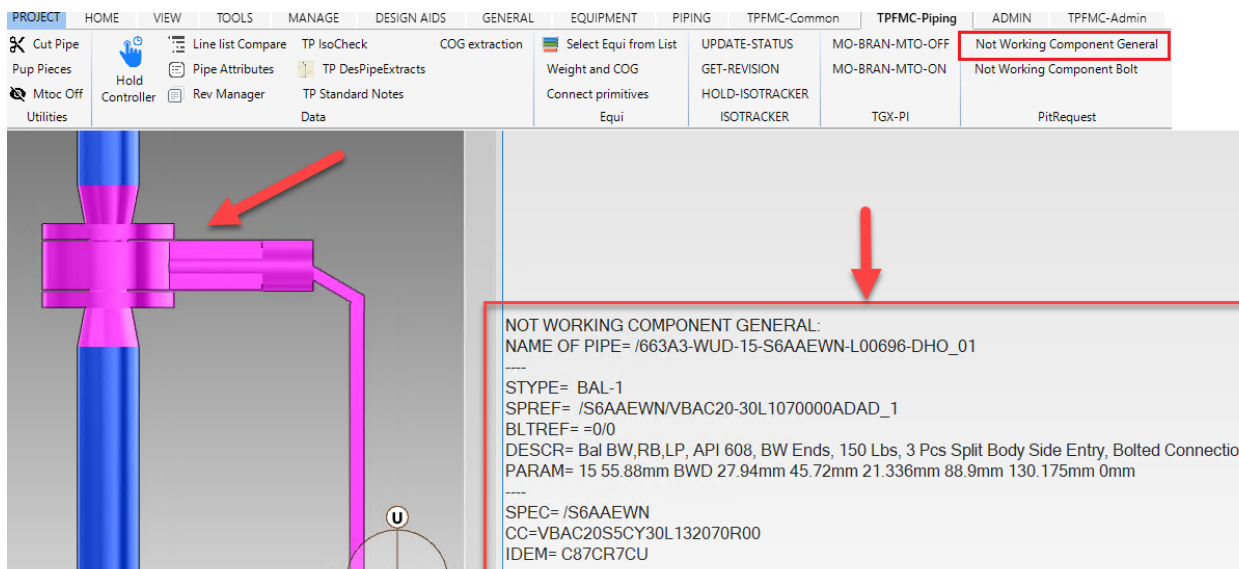 PROJECT HOME VIEW TOOLS MANAGE DESIGN AIDS GENERAL EQUIPMENT PIPING TPFMC-Common TPFMC-Piping ADMIN TPFMC-Admin
Cut Pipe Line list Compare TP IsoCheck COG extraction Select Equi from List UPDATE-STATUS MO-BRAN-MTO-OFF Not Working Component General
Pup Pieces Hold Controller Pipe Attributes TP DesPipeExtracts Weight and COG GET-REVISION MO-BRAN-MTO-ON Not Working Component Bolt
Mtoc Off Rev Manager TP Standard Notes Connect primitives HOLD-ISOTRACKER
Utilities Data Equi ISOTRACKER TGX-PI PitRequest
NOT WORKING COMPONENT GENERAL:
NAME OF PIPE= /663A3-WUD-15-S6AAEWN-L00696-DHO_01
----
STYPE= BAL-1
SPREF= /S6AAEWN/VBAC20-30L1070000ADAD_1
BLTREF= =0/0
DESCR= Bal BW,RB,LP, API 608, BW Ends, 150 Lbs, 3 Pcs Split Body Side Entry, Bolted Connectio
PARAM= 15 55.88mm BWD 27.94mm 45.72mm 21.336mm 88.9mm 130.175mm 0mm
----
SPEC= /S6AAEWN
CC=VBAC20S5CY30L132070R00
IDEM= C87CR7CU
U